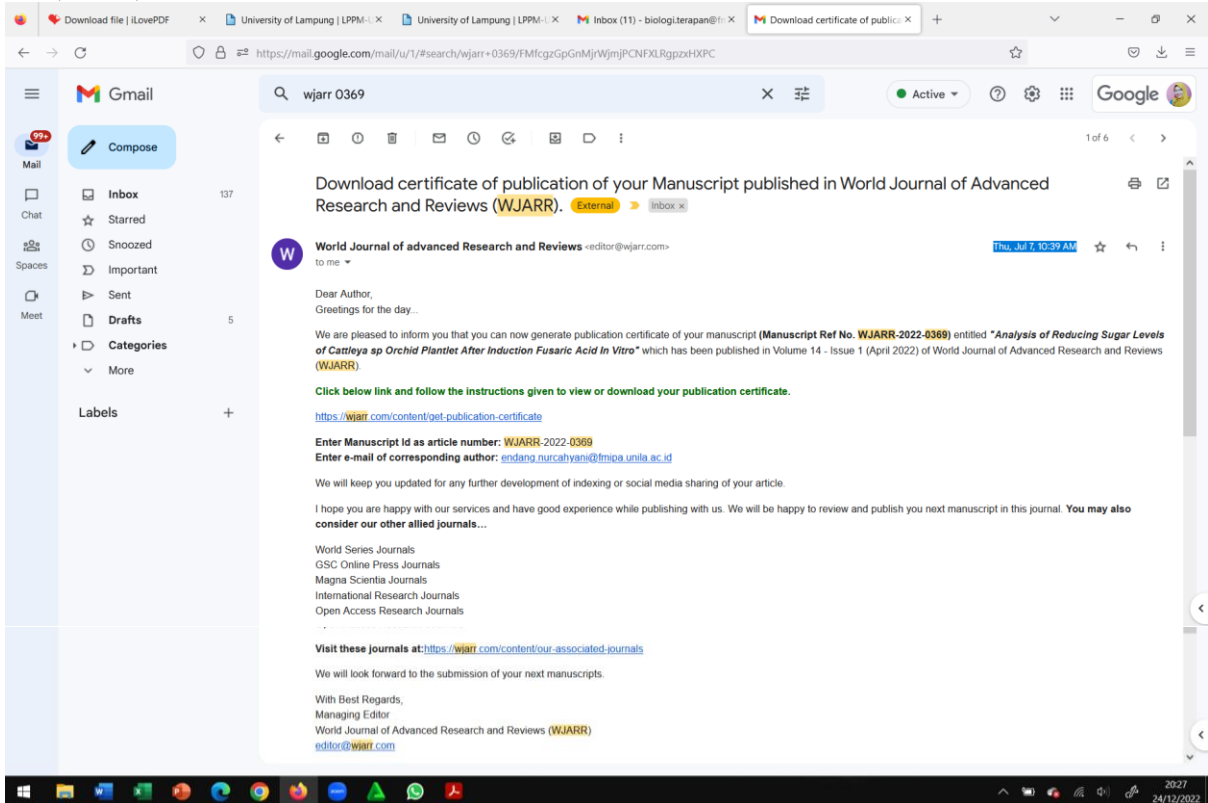 Download file | iLovePDF
University of Lampung | LPPM-U
University of Lampung | LPPM-U
Inbox (11) - biologi.terapan@fm
Download certificate of publica
https://mail.google.com/mail/u/1/#search/wjarr+0369/FMfcgzGpGnMjrWjmjPCNFXLRgpzxHXPC
Gmail
wjarr 0369
Active
Google
99+
Mail
Chat
Spaces
Meet
Compose
Inbox 137
Starred
Snoozed
Important
Sent
Drafts 5
Categories
More
Labels
1 of 6
Download certificate of publication of your Manuscript published in World Journal of Advanced
Research and Reviews (WJARR). External Inbox ×
W
World Journal of advanced Research and Reviews <editor@wjarr.com>
Thu, Jul 7, 10:39 AM
to me
Dear Author,
Greetings for the day...
We are pleased to inform you that you can now generate publication certificate of your manuscript (Manuscript Ref No. WJARR-2022-0369) entitled "Analysis of Reducing Sugar Levels
of Cattleya sp Orchid Plantlet After Induction Fusaric Acid In Vitro" which has been published in Volume 14 - Issue 1 (April 2022) of World Journal of Advanced Research and Reviews
(WJARR).
Click below link and follow the instructions given to view or download your publication certificate.
https://wjarr.com/content/get-publication-certificate
Enter Manuscript Id as article number: WJARR-2022-0369
Enter e-mail of corresponding author: endang.nurcahyani@fmipa.unila.ac.id
We will keep you updated for any further development of indexing or social media sharing of your article.
I hope you are happy with our services and have good experience while publishing with us. We will be happy to review and publish you next manuscript in this journal. You may also
consider our other allied journals…
World Series Journals
GSC Online Press Journals
Magna Scientia Journals
International Research Journals
Open Access Research Journals
Visit these journals at:https://wjarr.com/content/our-associated-journals
We will look forward to the submission of your next manuscripts.
With Best Regards,
Managing Editor
World Journal of Advanced Research and Reviews (WJARR)
editor@wjarr.com
20:27
24/12/2022